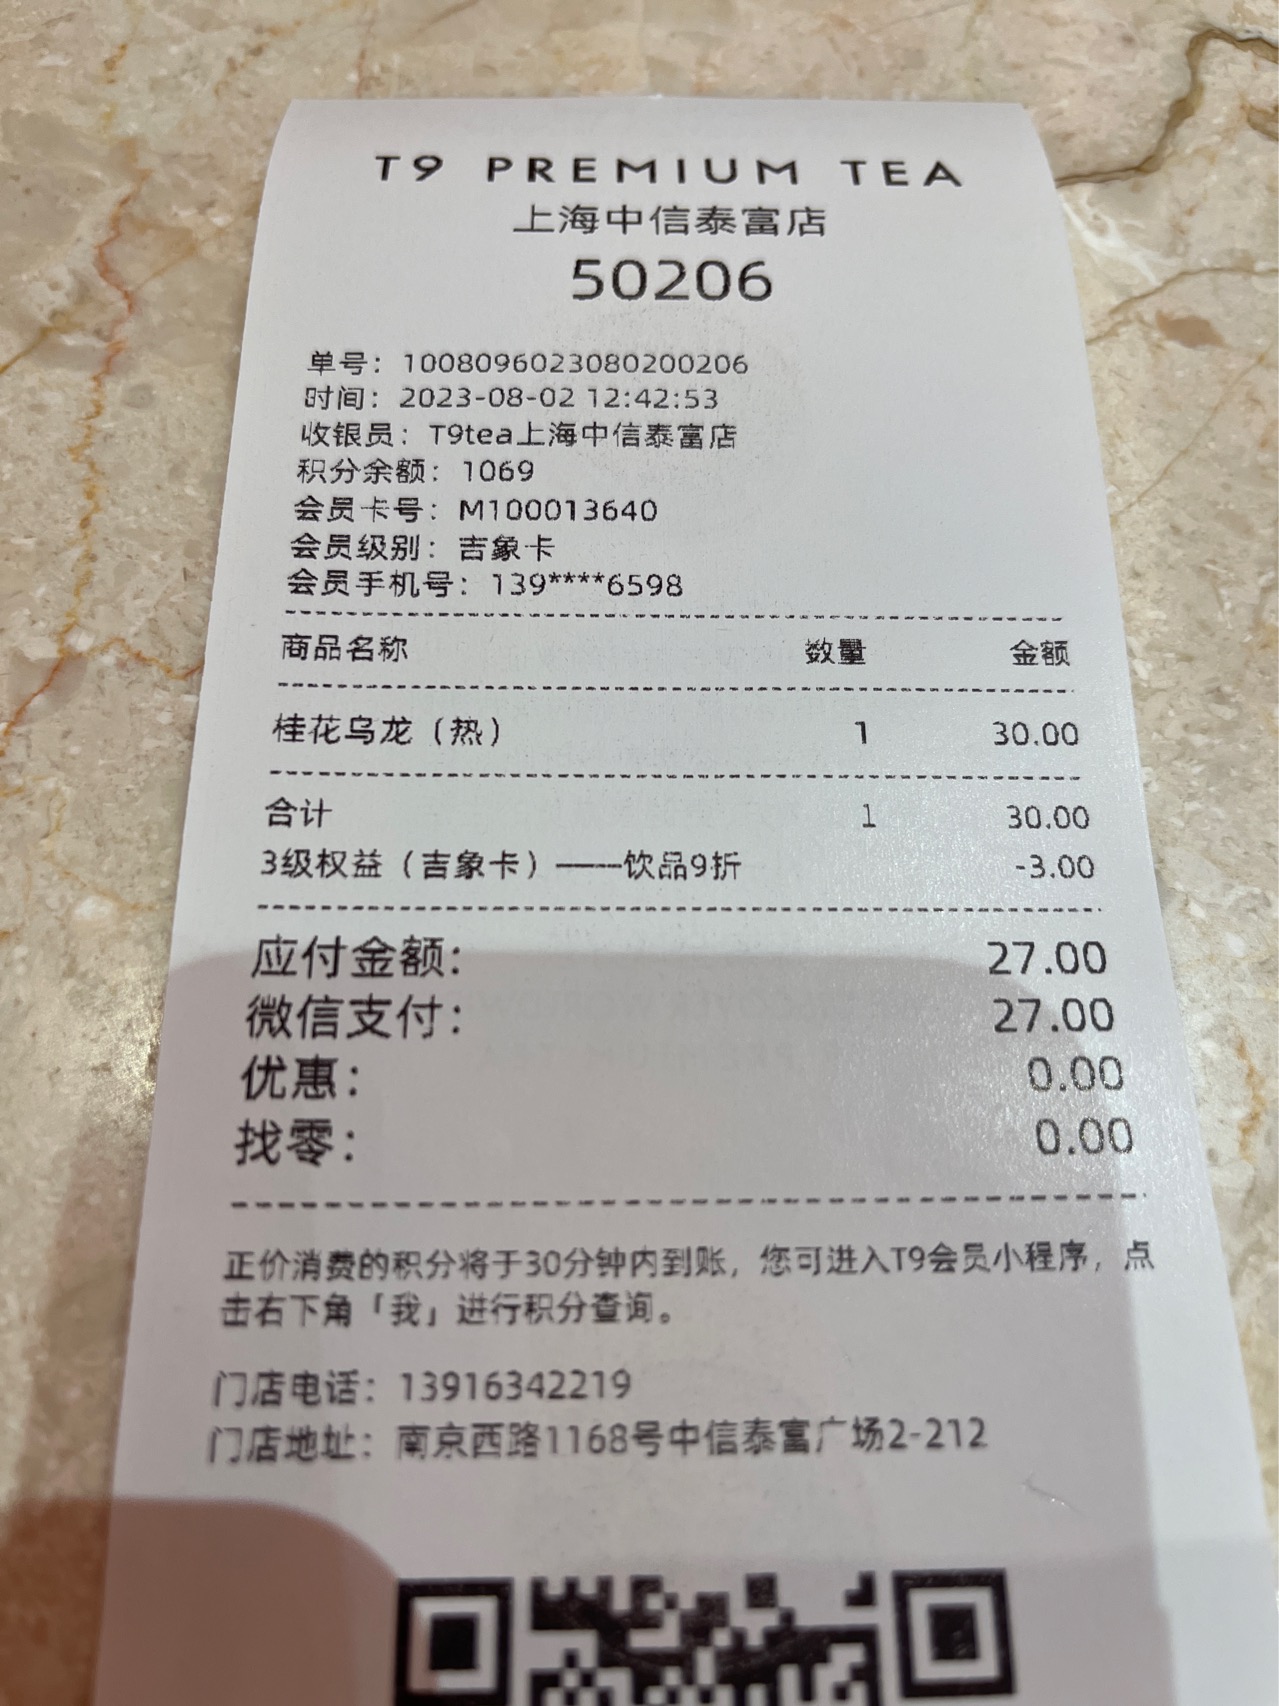 T9 PREMIUM TEA
上海中信泰富店
50206
单号：1008096023080200206
时间：2023-08-02 12:42:53
收银员：T9tea上海中信泰富店
积分余额：1069
会员卡号：M100013640
会员级别：吉象卡
会员手机号：139****6598
商品名称 数量 金额
桂花乌龙（热） 1 30.00
合计 1 30.00
3级权益（吉象卡）——饮品9折 -3.00
应付金额: 27.00
微信支付: 27.00
优惠: 0.00
找零: 0.00
正价消费的积分将于30分钟内到账，您可进入T9会员小程序，点
击右下角「我」进行积分查询。
门店电话：13916342219
门店地址：南京西路1168号中信泰富广场2-212